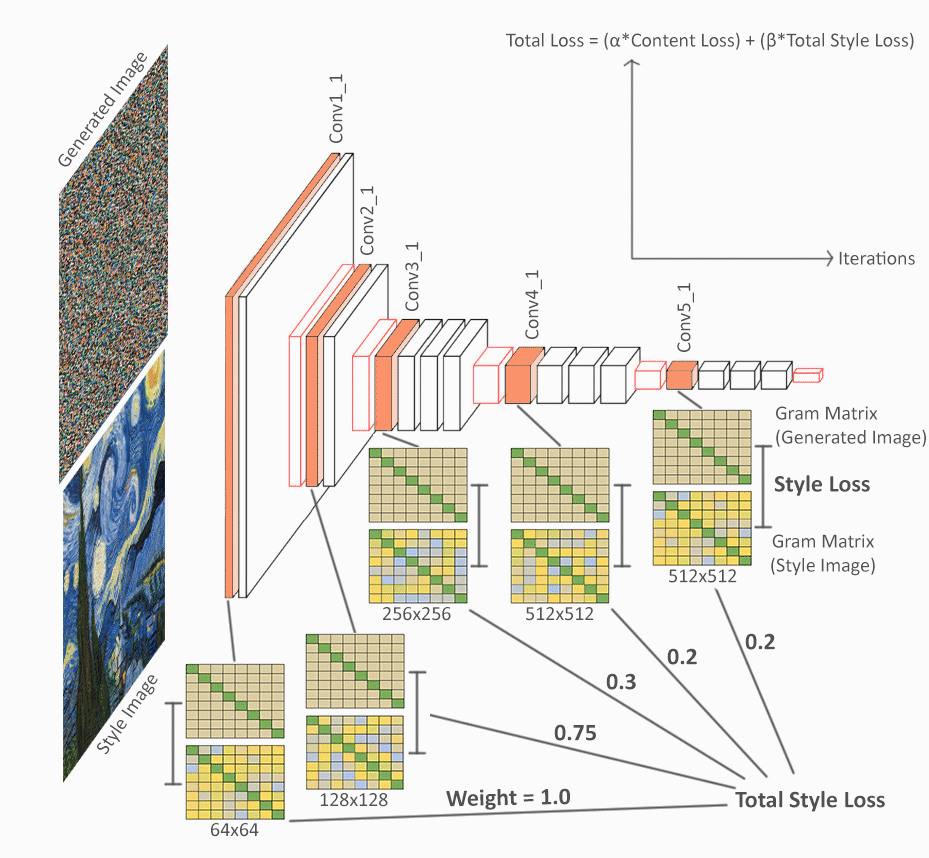 Total Loss = (α*Content Loss) + (β*Total Style Loss)
Generated Image
Conv1_1
Conv2_1
Conv3_1
Conv4_1
Conv5_1
Iterations
Gram Matrix
(Generated Image)
Style Loss
Gram Matrix
(Style Image)
512x512
256x256
512x512
Style Image
0.2
0.2
0.3
0.75
128x128
Weight = 1.0
Total Style Loss
64x64